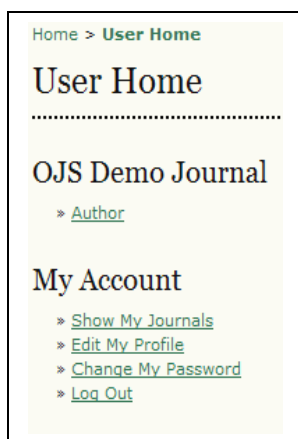 Home > User Home
User Home
OJS Demo Journal
» Author
My Account
» Show My Journals
» Edit My Profile
» Change My Password
» Log Out